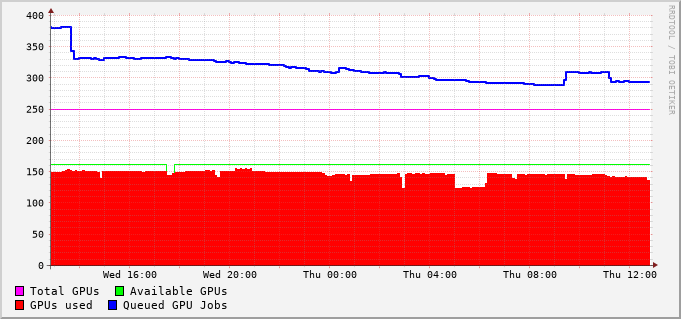 400
350
300
250
200
150
100
50
0
Wed 16:00 Wed 20:00 Thu 00:00 Thu 04:00 Thu 08:00 Thu 12:00
Total GPUs Available GPUs
GPUs used Queued GPU Jobs
RRDTOOL / TOBI OETIKER